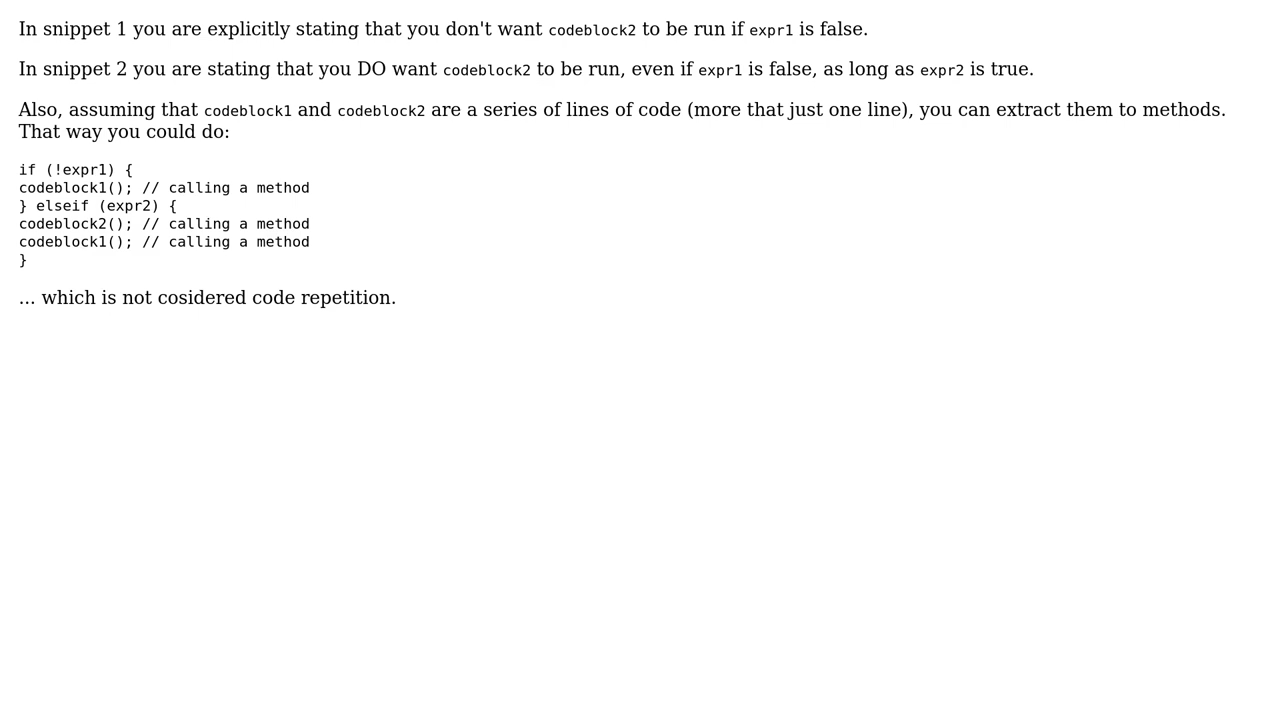 In snippet 1 you are explicitly stating that you don't want codeblock2 to be run if expr1 is false.
In snippet 2 you are stating that you DO want codeblock2 to be run, even if expr1 is false, as long as expr2 is true.
Also, assuming that codeblock1 and codeblock2 are a series of lines of code (more that just one line), you can extract them to methods.
That way you could do:
if (!expr1) {
codeblock1(); // calling a method
} elseif (expr2) {
codeblock2(); // calling a method
codeblock1(); // calling a method
}
... which is not cosidered code repetition.